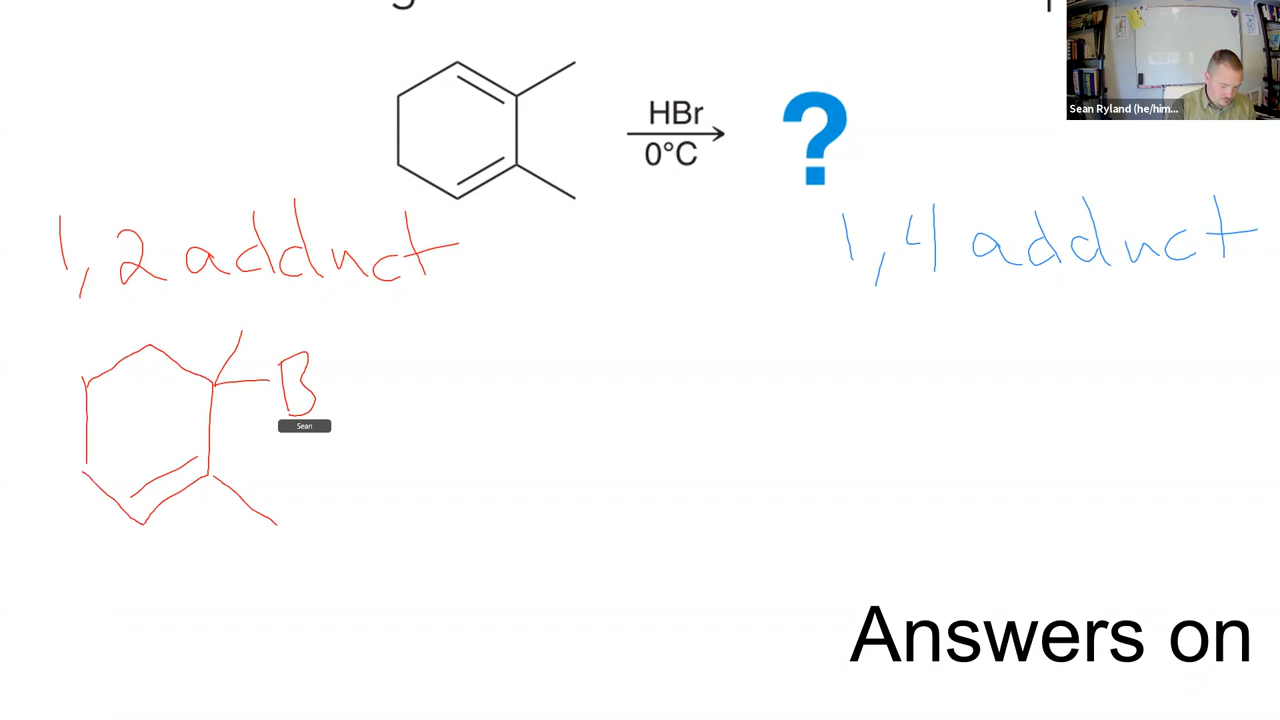 HBr
0°C
?
Sean Ryland (he/him...
1,2 adduct
1,4 adduct
B
Sean
Answers on